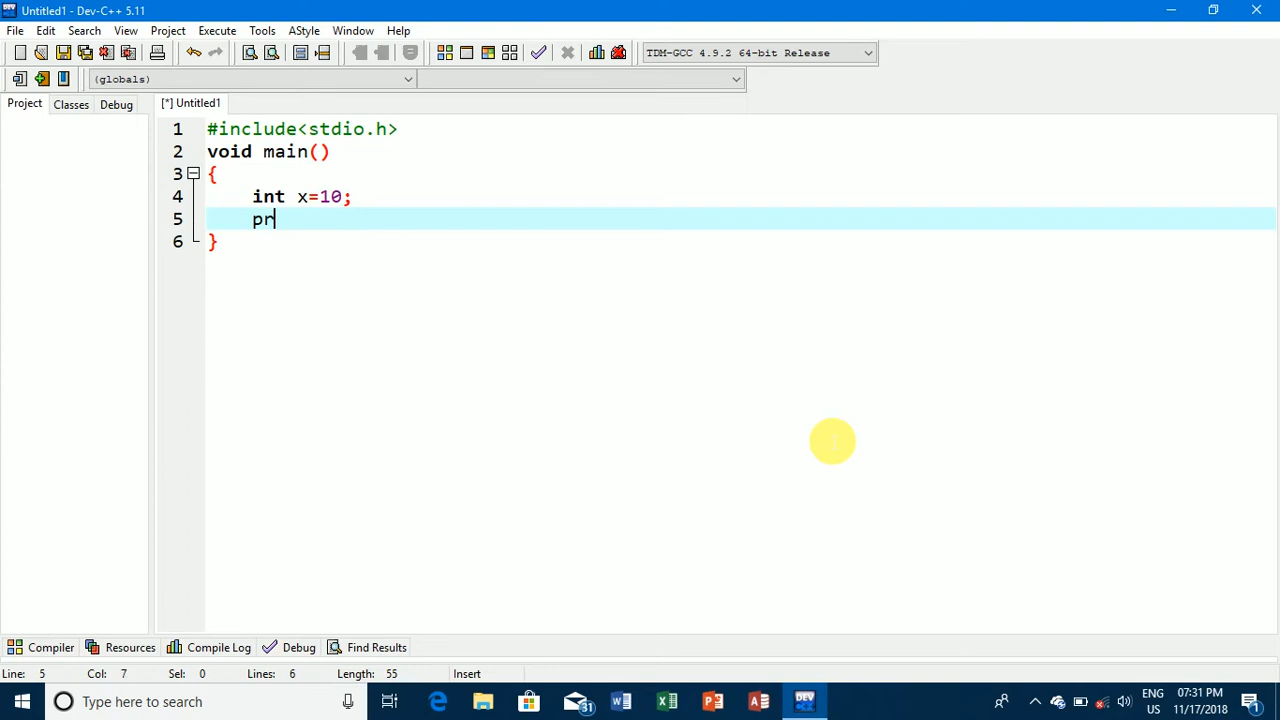 Untitled1 - Dev-C++ 5.11
File Edit Search View Project Execute Tools AStyle Window Help
TDM-GCC 4.9.2 64-bit Release
(globals)
Project Classes Debug [*] Untitled1
1 #include<stdio.h>
2 void main()
3 {
4 int x=10;
5 pr
6 }
Compiler Resources Compile Log Debug Find Results
Line: 5 Col: 7 Sel: 0 Lines: 6 Length: 55 Insert
Type here to search 31 DEV ENG 07:31 PM
US 11/17/2018 1